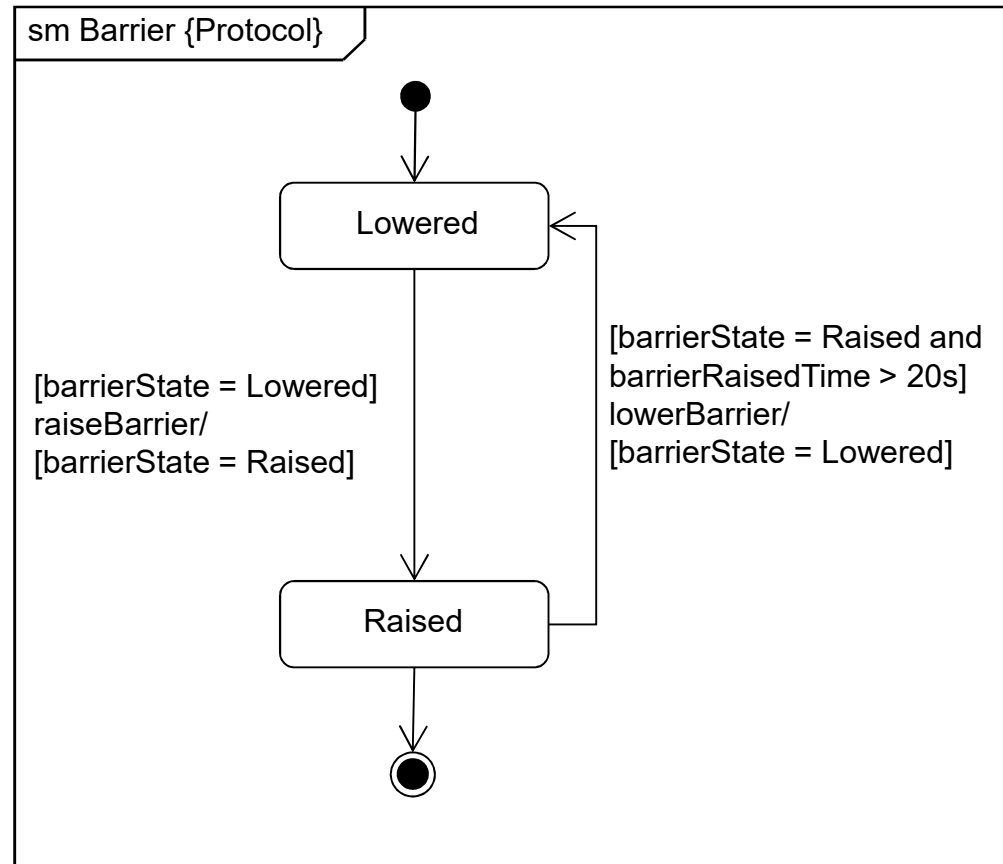 sm Barrier {Protocol}
Lowered
[barrierState = Lowered]
raiseBarrier/
[barrierState = Raised]
[barrierState = Raised and
barrierRaisedTime > 20s]
lowerBarrier/
[barrierState = Lowered]
Raised